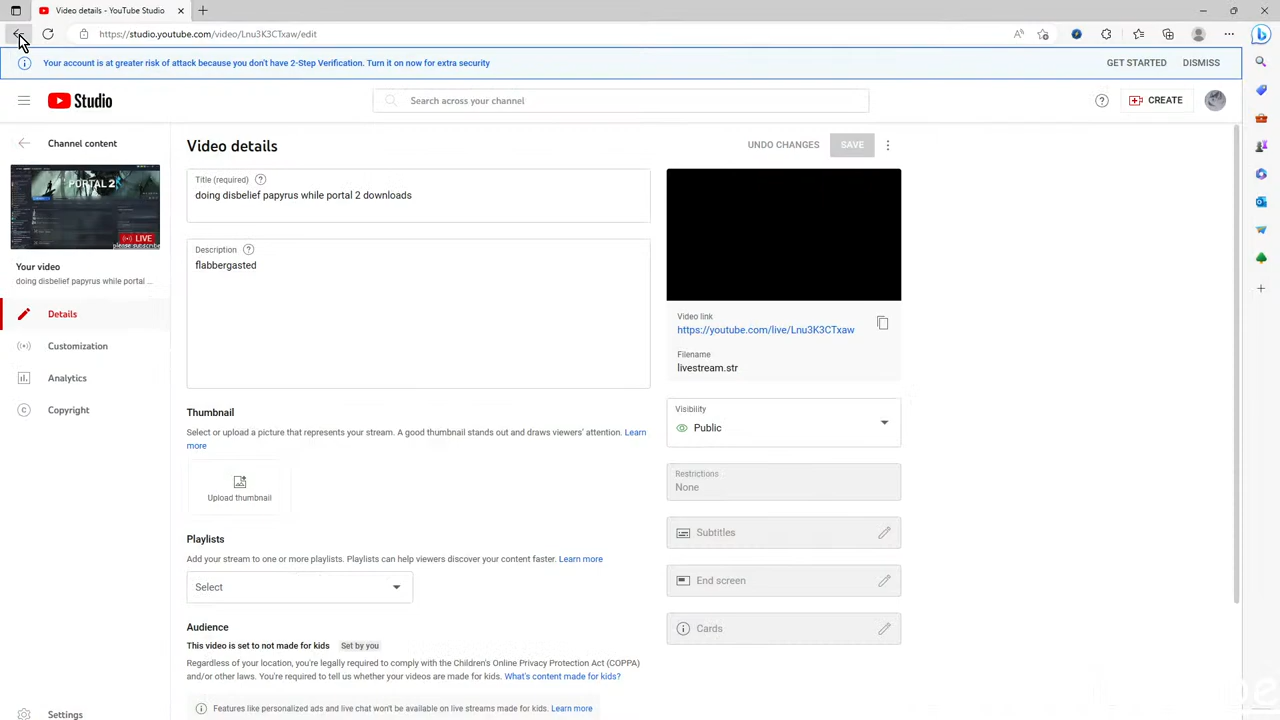 Video details - YouTube Studio
https://studio.youtube.com/video/Lnu3K3CTxaw/edit
Your account is at greater risk of attack because you don't have 2-Step Verification. Turn it on now for extra security
GET STARTED
DISMISS
Studio
Search across your channel
CREATE
Channel content
Video details
UNDO CHANGES
SAVE
PORTAL 2
LIVE
please subscribe
Your video
doing disbelief papyrus while portal ...
Details
Customization
Analytics
Copyright
Settings
Title (required)
doing disbelief papyrus while portal 2 downloads
Description
flabbergasted
Thumbnail
Select or upload a picture that represents your stream. A good thumbnail stands out and draws viewers' attention. Learn
more
Upload thumbnail
Playlists
Add your stream to one or more playlists. Playlists can help viewers discover your content faster. Learn more
Select
Audience
This video is set to not made for kids
Set by you
Regardless of your location, you're legally required to comply with the Children's Online Privacy Protection Act (COPPA)
and/or other laws. You're required to tell us whether your videos are made for kids. What's content made for kids?
Features like personalized ads and live chat won't be available on live streams made for kids. Learn more
Video link
https://youtube.com/live/Lnu3K3CTxaw
Filename
livestream.str
Visibility
Public
Restrictions
None
Subtitles
End screen
Cards